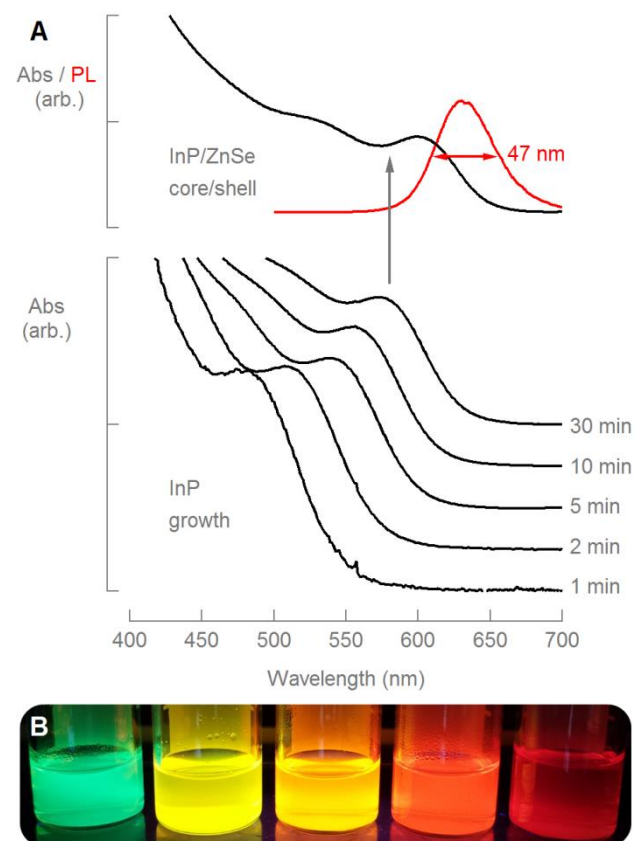 A
Abs / PL
(arb.)
InP/ZnSe
core/shell
47 nm
Abs
(arb.)
InP
growth
30 min
10 min
5 min
2 min
1 min
400 450 500 550 600 650 700
Wavelength (nm)
B